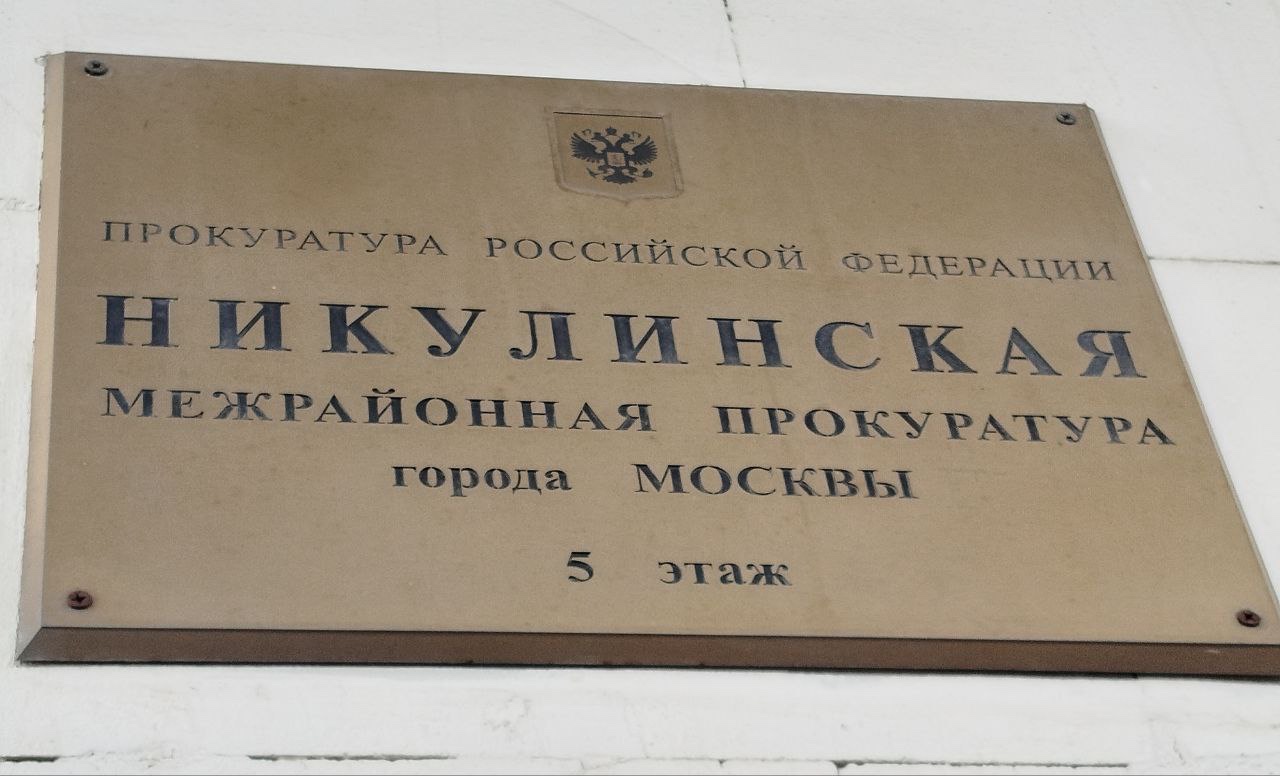 ПРОКУРАТУРА РОССИЙСКОЙ ФЕДЕРАЦИИ
НИКУЛИНСКАЯ
МЕЖРАЙОННАЯ ПРОКУРАТУРА
города МОСКВЫ
5 этаж